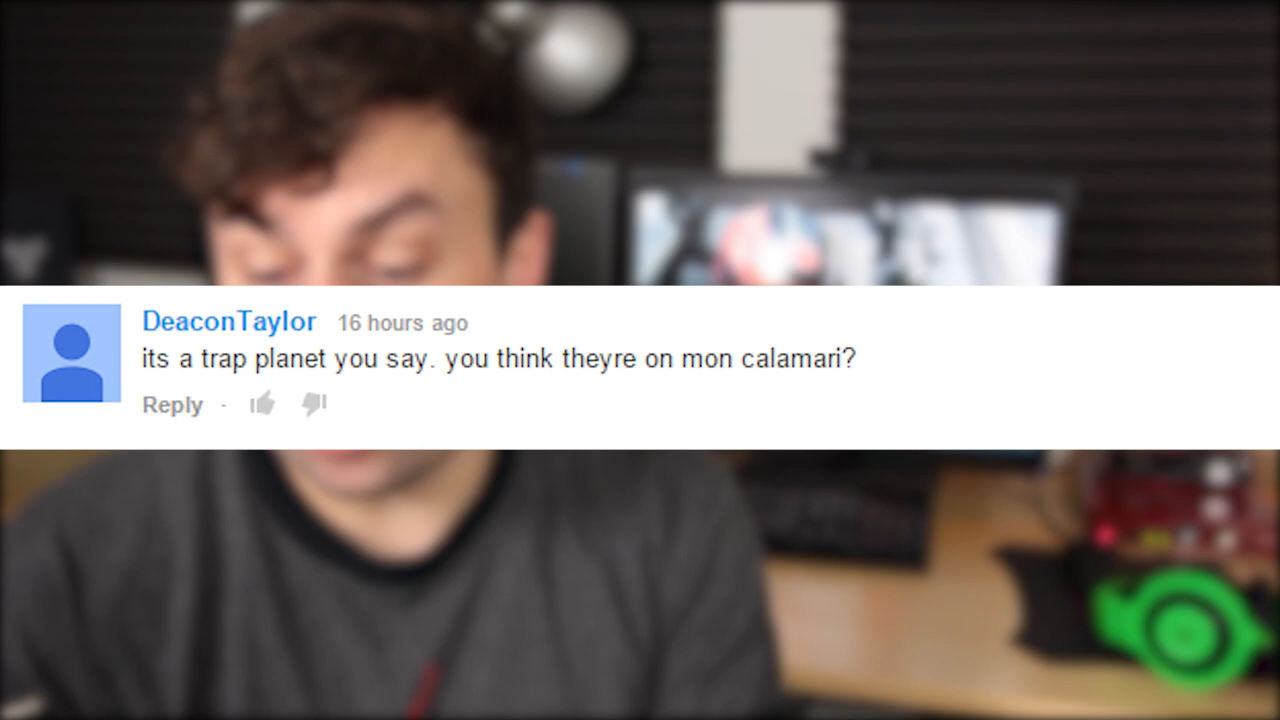 DeaconTaylor 16 hours ago
its a trap planet you say. you think theyre on mon calamari?
Reply ·